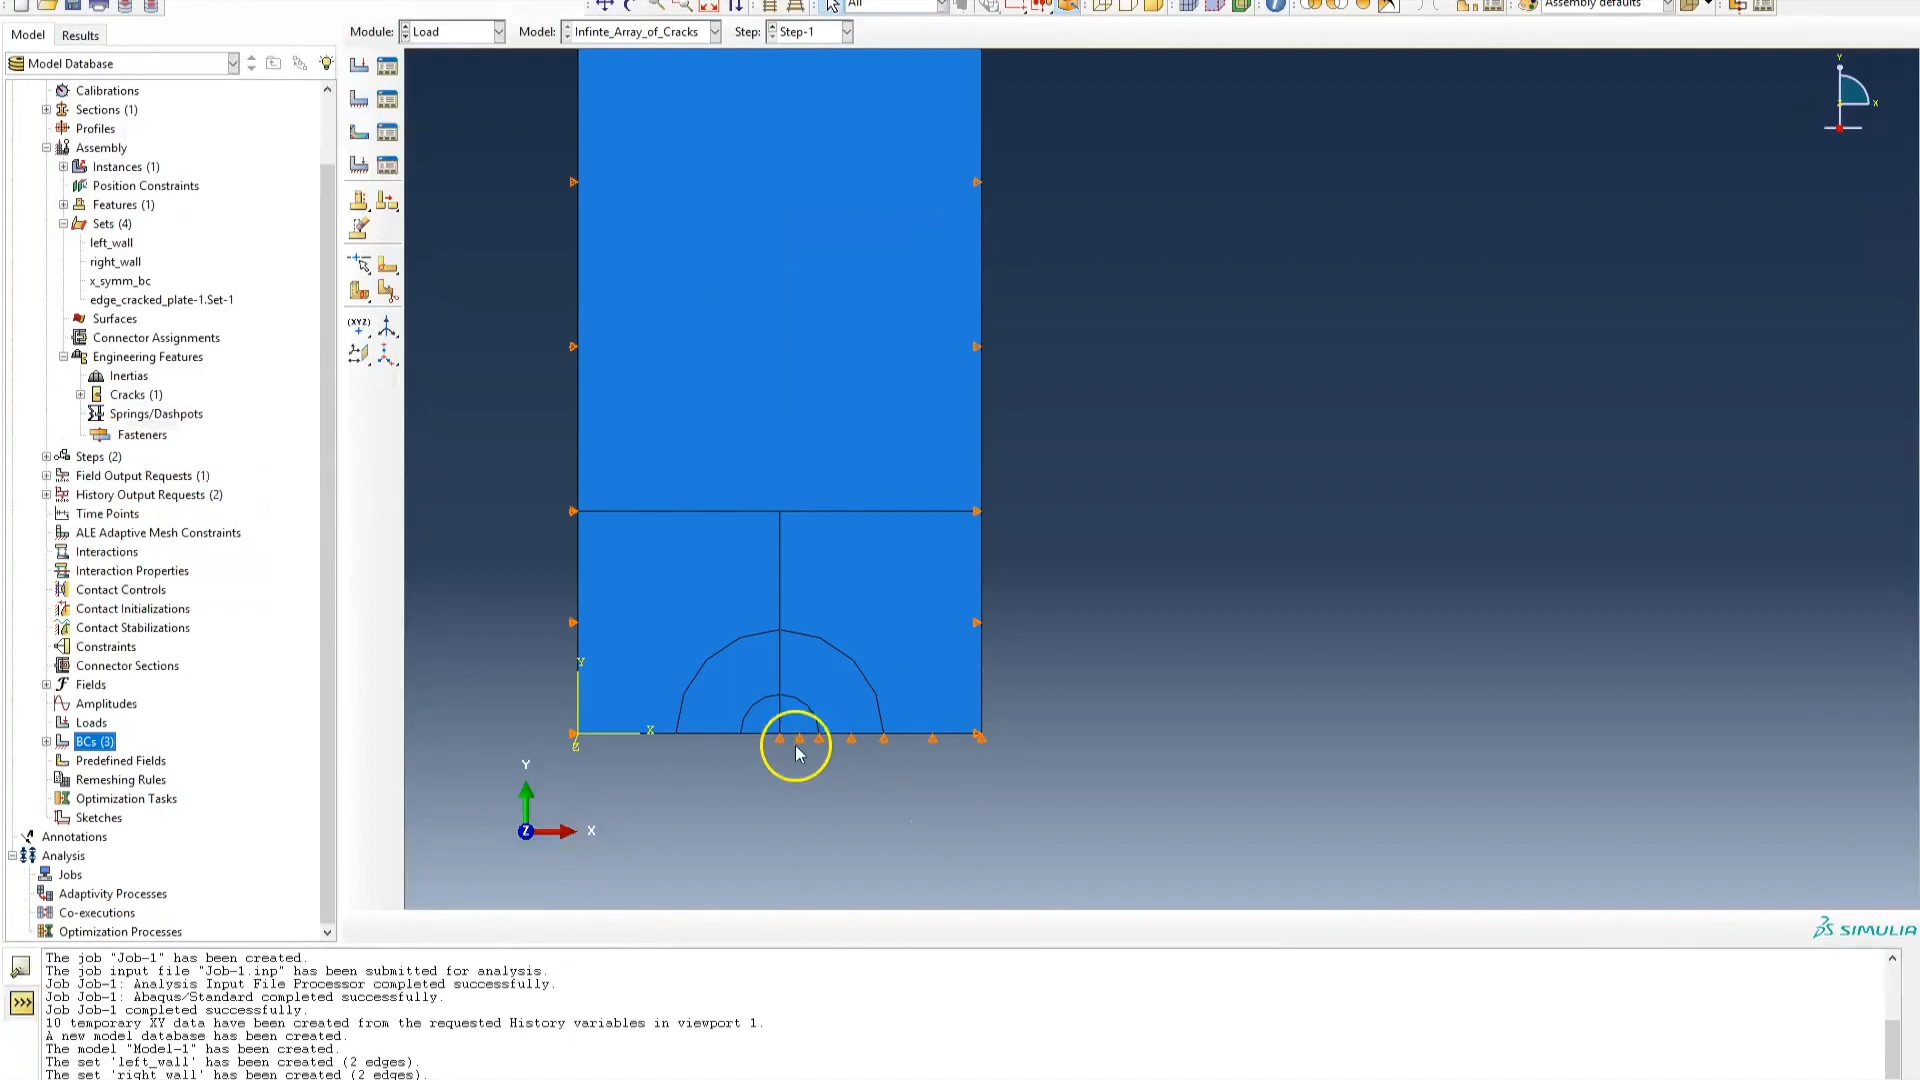 All
Assembly defaults
Model Results
Module: Load Model: Infinte_Array_of_Cracks Step: Step-1
Model Database
Calibrations
Sections (1)
Profiles
Assembly
Instances (1)
Position Constraints
Features (1)
Sets (4)
left_wall
right_wall
x_symm_bc
edge_cracked_plate-1.Set-1
Surfaces
Connector Assignments
Engineering Features
Inertias
Cracks (1)
Springs/Dashpots
Fasteners
Steps (2)
Field Output Requests (1)
History Output Requests (2)
Time Points
ALE Adaptive Mesh Constraints
Interactions
Interaction Properties
Contact Controls
Contact Initializations
Contact Stabilizations
Constraints
Connector Sections
Fields
Amplitudes
Loads
BCs (3)
Predefined Fields
Remeshing Rules
Optimization Tasks
Sketches
Annotations
Analysis
Jobs
Adaptivity Processes
Co-executions
Optimization Processes
(XYZ)
Y
X
Y
X
Z
Y
Z
X
SIMULIA
The job "Job-1" has been created.
The job input file "Job-1.inp" has been submitted for analysis.
Job Job-1: Analysis Input File Processor completed successfully.
Job Job-1: Abaqus/Standard completed successfully.
Job Job-1 completed successfully.
10 temporary XY data have been created from the requested History variables in viewport 1.
A new model database has been created.
The model "Model-1" has been created.
The set 'left_wall' has been created (2 edges).
The set 'right_wall' has been created (2 edges).